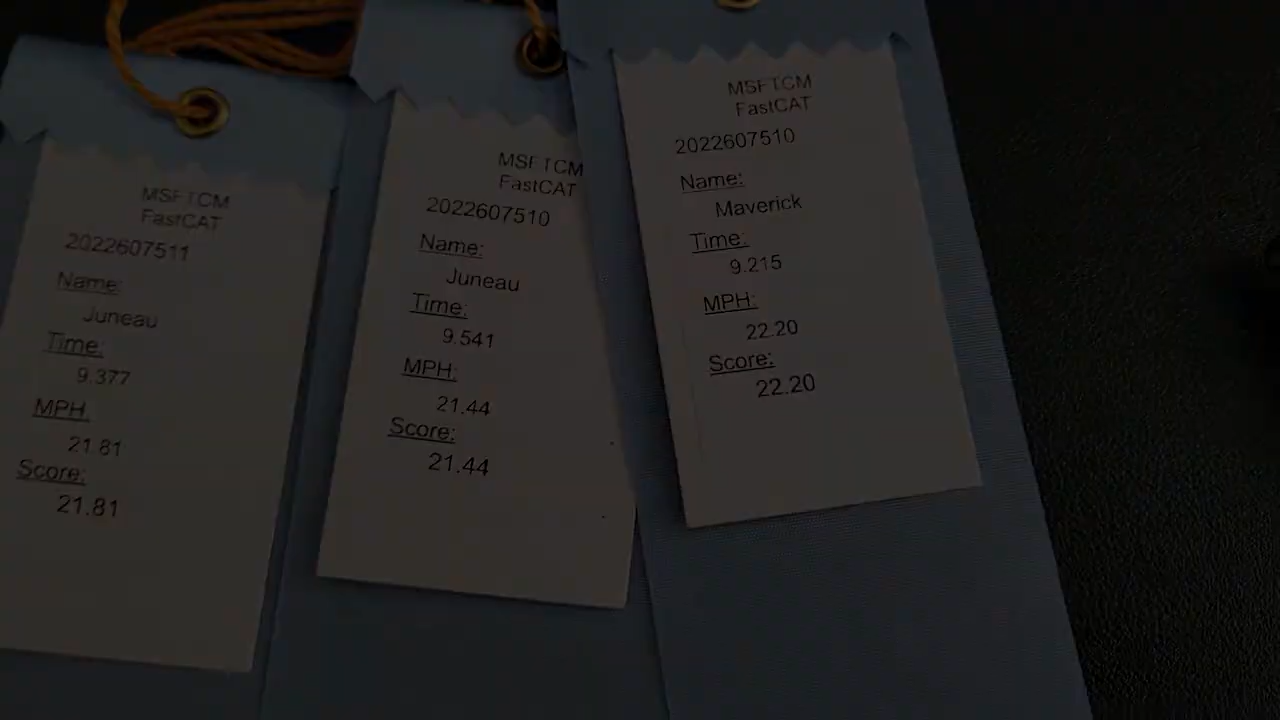 MSFTCM
FastCAT
2022607511
Name:
Juneau
Time:
9.377
MPH:
21.81
Score:
21.81
MSFTCM
FastCAT
2022607510
Name:
Juneau
Time:
9.541
MPH:
21.44
Score:
21.44
MSFTCM
FastCAT
2022607510
Name:
Maverick
Time:
9.215
MPH:
22.20
Score:
22.20